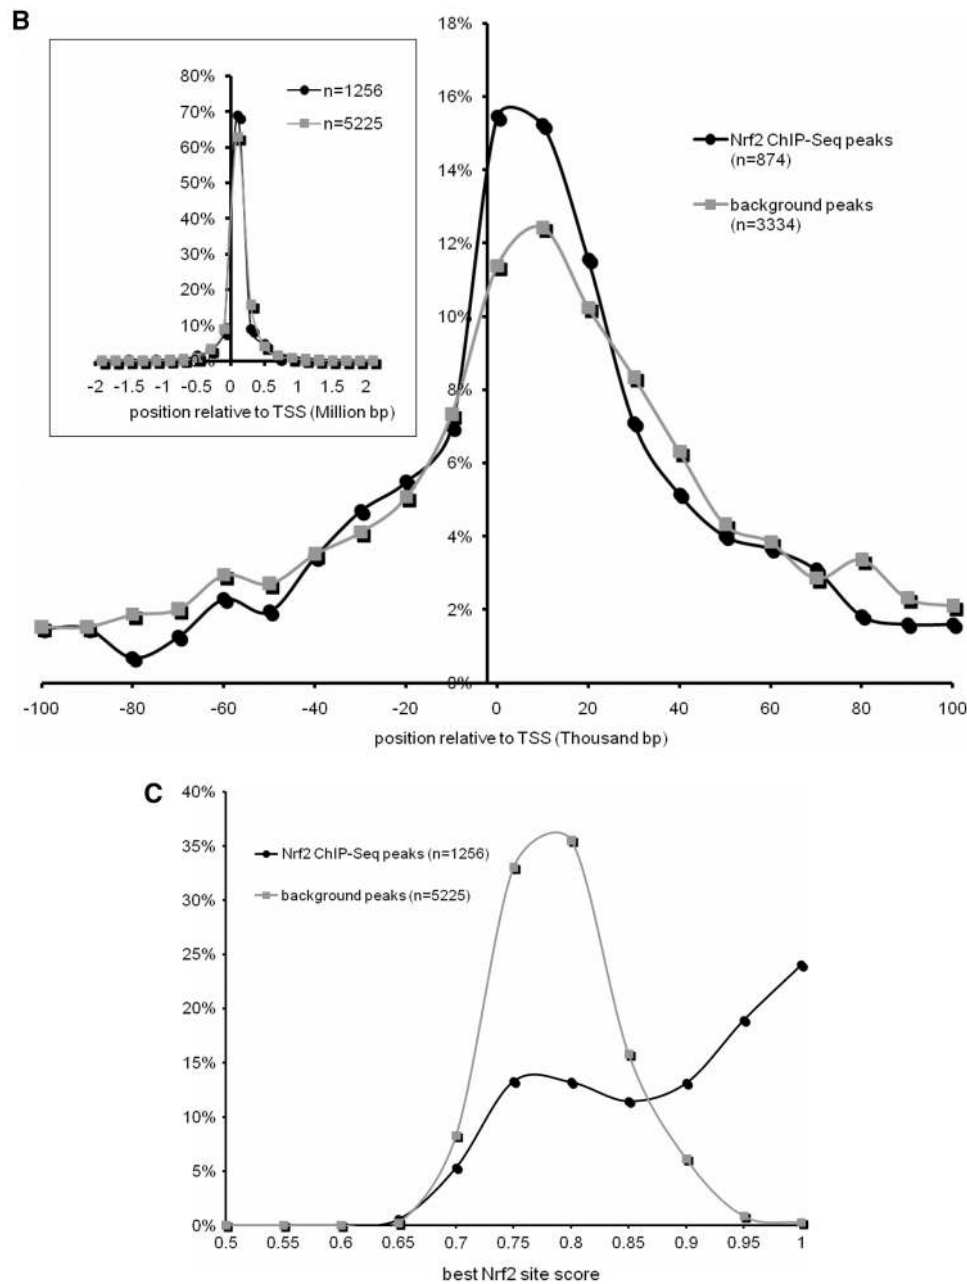 B
80%
70%
60%
50%
40%
30%
20%
10%
0%
n=1256
n=5225
-2 -1.5 -1 -0.5 0 0.5 1 1.5 2
position relative to TSS (Million bp)
18%
16%
14%
12%
10%
8%
6%
4%
2%
0%
Nrf2 ChIP-Seq peaks
(n=874)
background peaks
(n=3334)
-100 -80 -60 -40 -20 0 20 40 60 80 100
position relative to TSS (Thousand bp)
C
40%
35%
30%
25%
20%
15%
10%
5%
0%
Nrf2 ChIP-Seq peaks (n=1256)
background peaks (n=5225)
0.5 0.55 0.6 0.65 0.7 0.75 0.8 0.85 0.9 0.95 1
best Nrf2 site score